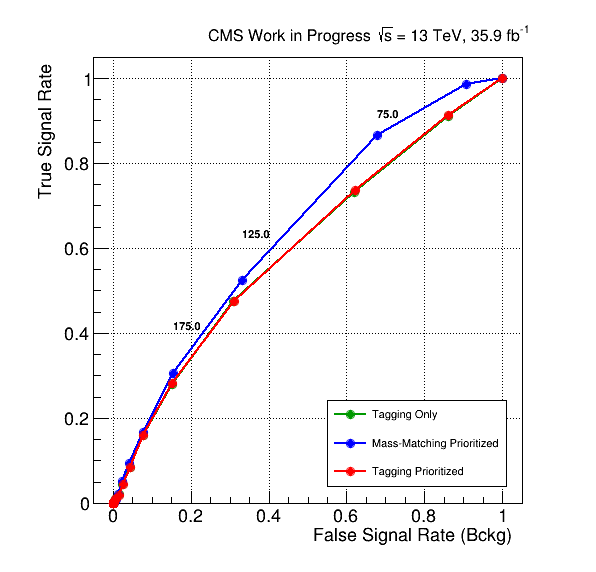 CMS Work in Progress √s = 13 TeV, 35.9 fb⁻¹
True Signal Rate
1
0.8
0.6
0.4
0.2
0
75.0
125.0
175.0
Tagging Only
Mass-Matching Prioritized
Tagging Prioritized
0 0.2 0.4 0.6 0.8 1
False Signal Rate (Bckg)